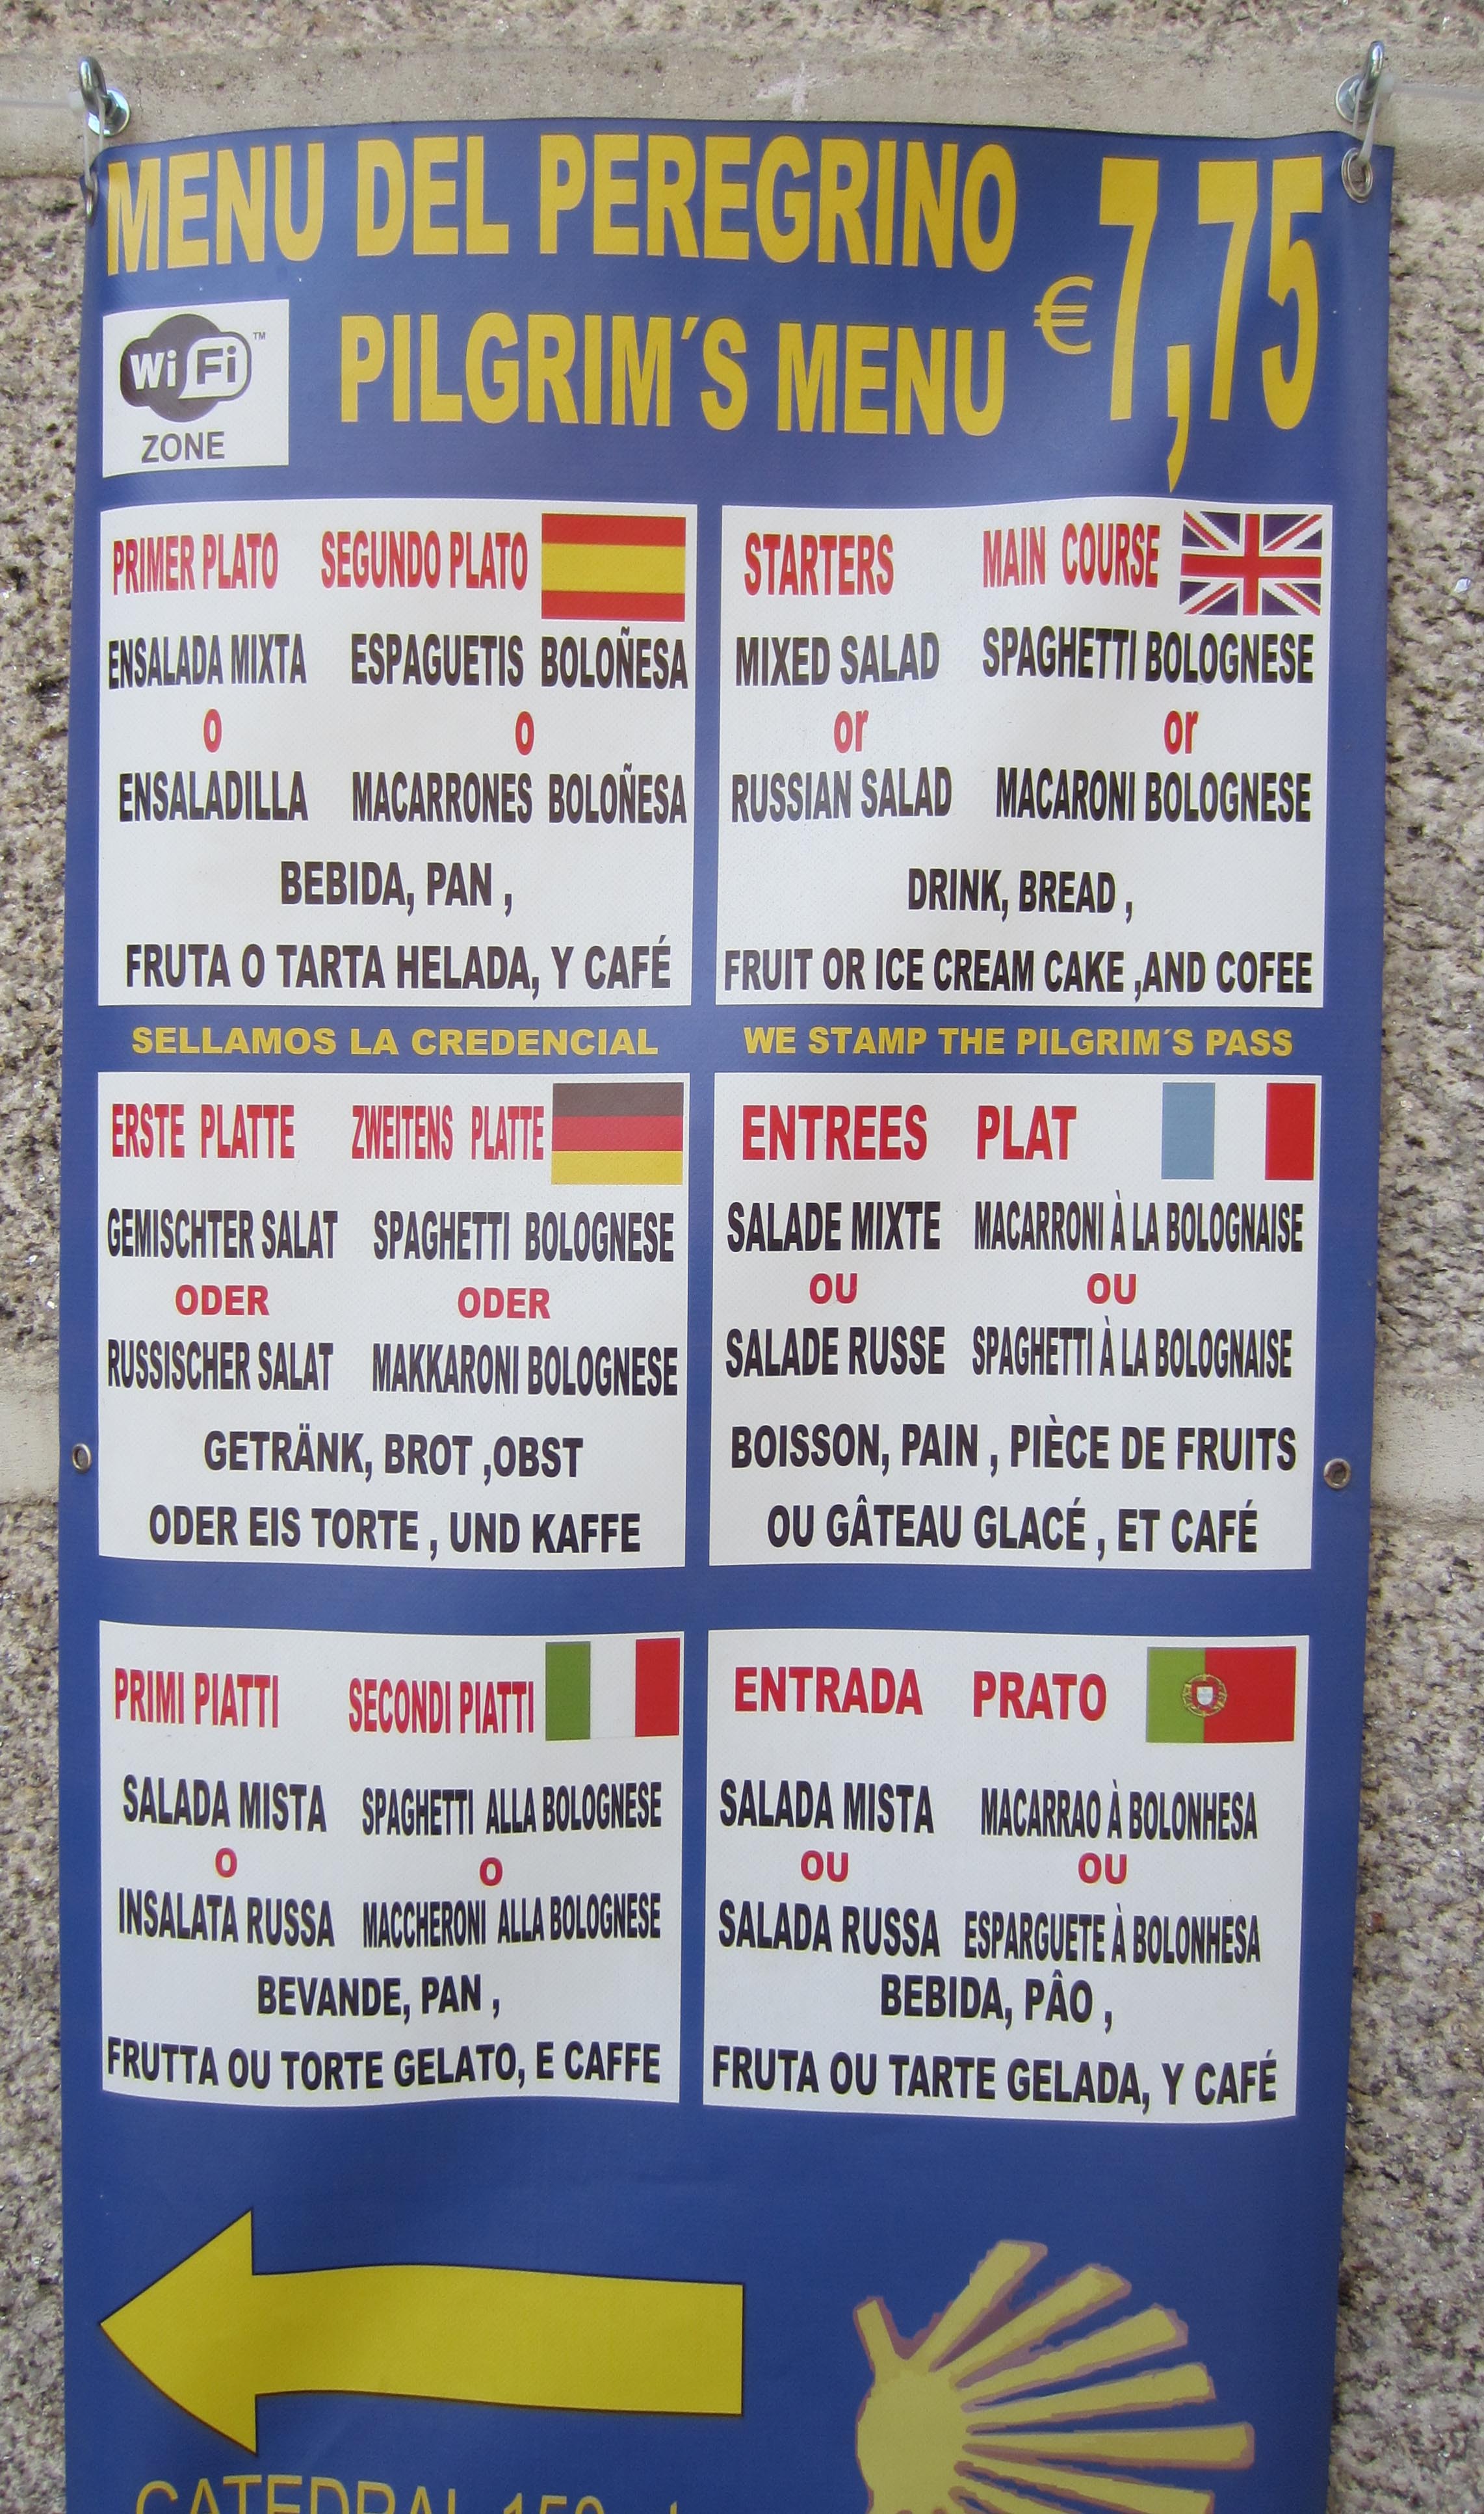 MENU DEL PEREGRINO
PILGRIM´S MENU
€7,75
WiFi™
ZONE
PRIMER PLATO SEGUNDO PLATO
ENSALADA MIXTA ESPAGUETIS BOLOÑESA
O O
ENSALADILLA MACARRONES BOLOÑESA
BEBIDA, PAN ,
FRUTA O TARTA HELADA, Y CAFÉ
STARTERS MAIN COURSE
MIXED SALAD SPAGHETTI BOLOGNESE
or or
RUSSIAN SALAD MACARONI BOLOGNESE
DRINK, BREAD ,
FRUIT OR ICE CREAM CAKE ,AND COFEE
SELLAMOS LA CREDENCIAL
WE STAMP THE PILGRIM´S PASS
ERSTE PLATTE ZWEITENS PLATTE
GEMISCHTER SALAT SPAGHETTI BOLOGNESE
ODER ODER
RUSSISCHER SALAT MAKKARONI BOLOGNESE
GETRÄNK, BROT ,OBST
ODER EIS TORTE , UND KAFFE
ENTREES PLAT
SALADE MIXTE MACARRONI À LA BOLOGNAISE
OU OU
SALADE RUSSE SPAGHETTI À LA BOLOGNAISE
BOISSON, PAIN , PIÈCE DE FRUITS
OU GÂTEAU GLACÉ , ET CAFÉ
PRIMI PIATTI SECONDI PIATTI
SALADA MISTA SPAGHETTI ALLA BOLOGNESE
O O
INSALATA RUSSA MACCHERONI ALLA BOLOGNESE
BEVANDE, PAN ,
FRUTTA OU TORTE GELATO, E CAFFE
ENTRADA PRATO
SALADA MISTA MACARRAO À BOLONHESA
OU OU
SALADA RUSSA ESPARGUETE À BOLONHESA
BEBIDA, PÂO ,
FRUTA OU TARTE GELADA, Y CAFÉ
CATEDRAL 150